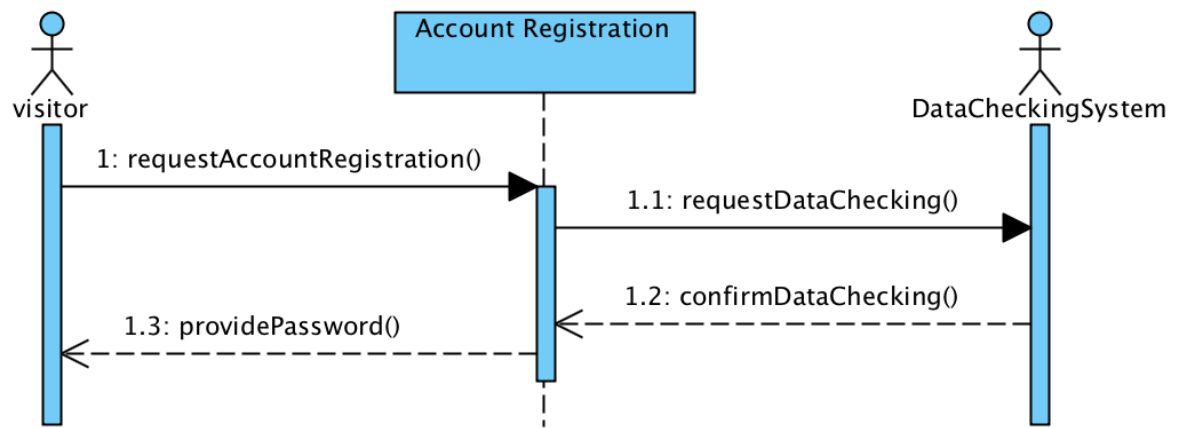 Account Registration
visitor
DataCheckingSystem
1: requestAccountRegistration()
1.1: requestDataChecking()
1.2: confirmDataChecking()
1.3: providePassword()